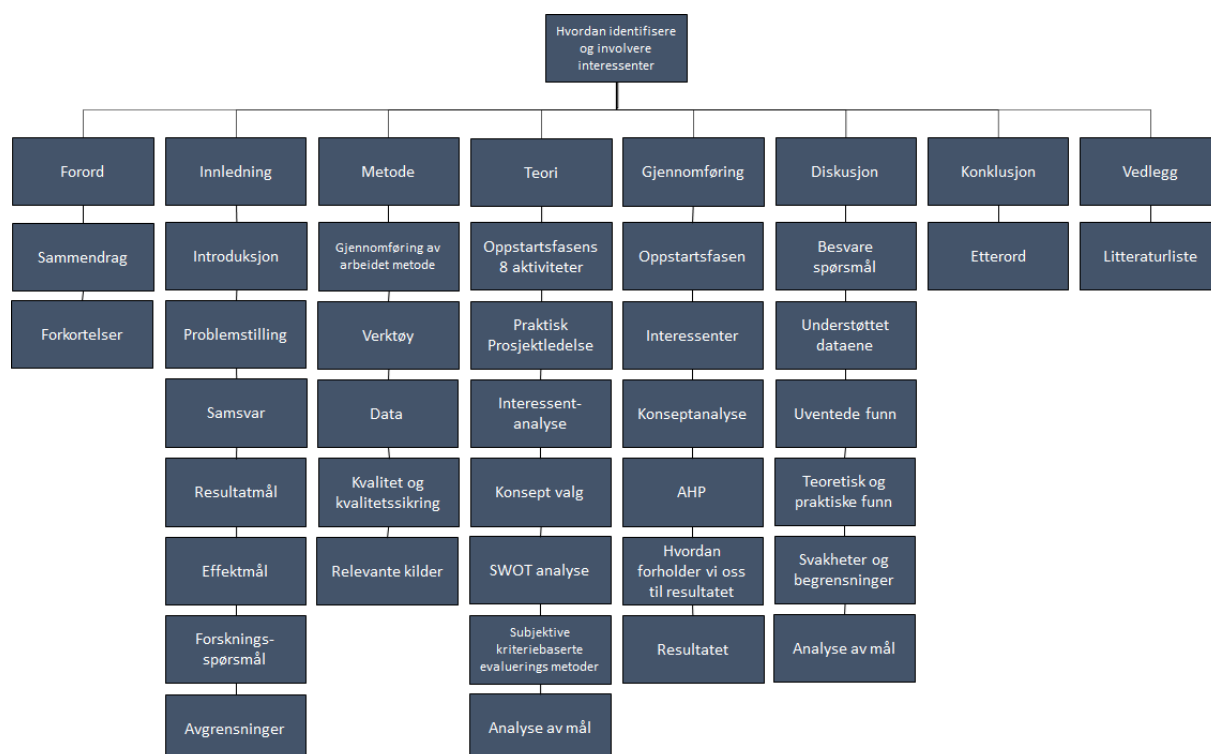 Hvordan identifisere
og involvere
interessenter
Forord
Sammendrag
Forkortelser
Innledning
Introduksjon
Problemstilling
Samsvar
Resultatmål
Effektmål
Forsknings-
spørsmål
Avgrensninger
Metode
Gjennomføring av
arbeidet metode
Verktøy
Data
Kvalitet og
kvalitetssikring
Relevante kilder
Teori
Oppstartsfasens
8 aktiviteter
Praktisk
Prosjektledelse
Interessent-
analyse
Konsept valg
SWOT analyse
Subjektive
kriteriebaserte
evaluerings metoder
Analyse av mål
Gjennomføring
Oppstartsfasen
Interessenter
Konseptanalyse
AHP
Hvordan
forholder vi oss
til resultatet
Resultatet
Diskusjon
Besvare
spørsmål
Understøttet
dataene
Uventede funn
Teoretisk og
praktiske funn
Svakheter og
begrensninger
Analyse av mål
Konklusjon
Etterord
Vedlegg
Litteraturliste